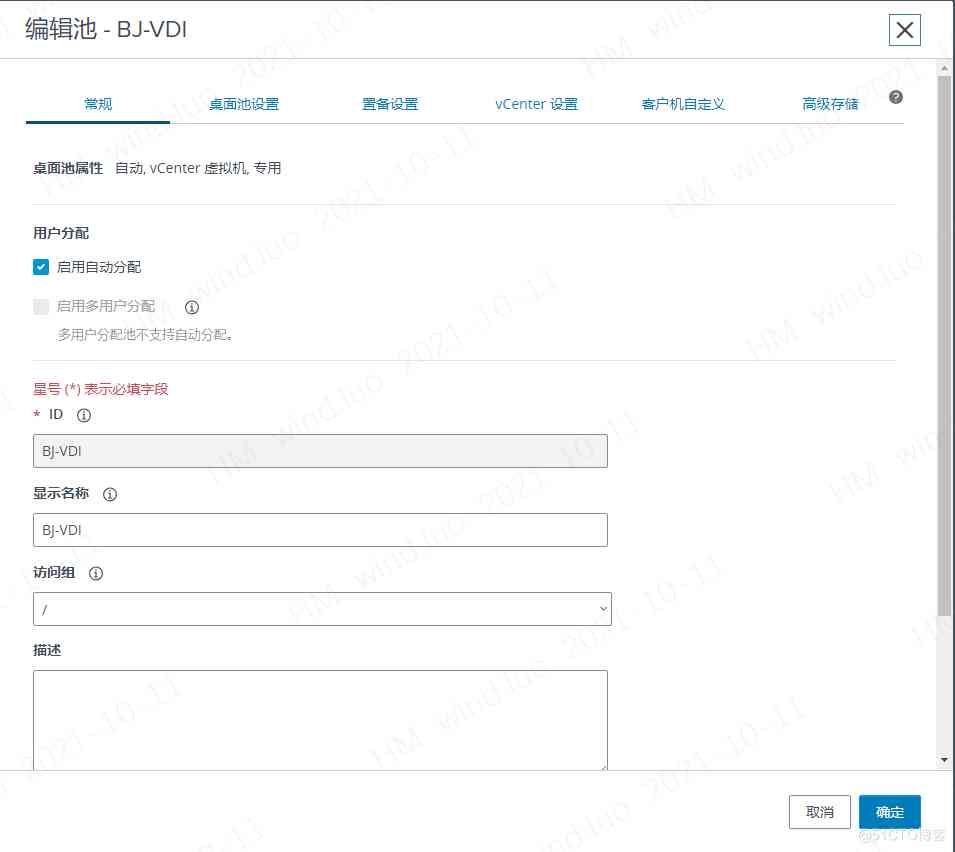 编辑池 - BJ-VDI
常规 桌面池设置 置备设置 vCenter 设置 客户机自定义 高级存储
桌面池属性 自动, vCenter 虚拟机, 专用
用户分配
启用自动分配
启用多用户分配
多用户分配池不支持自动分配。
星号 (*) 表示必填字段
* ID
BJ-VDI
显示名称
BJ-VDI
访问组
/
描述
取消 确定
@51CTO博客
HM wind.luo 2021-10-11